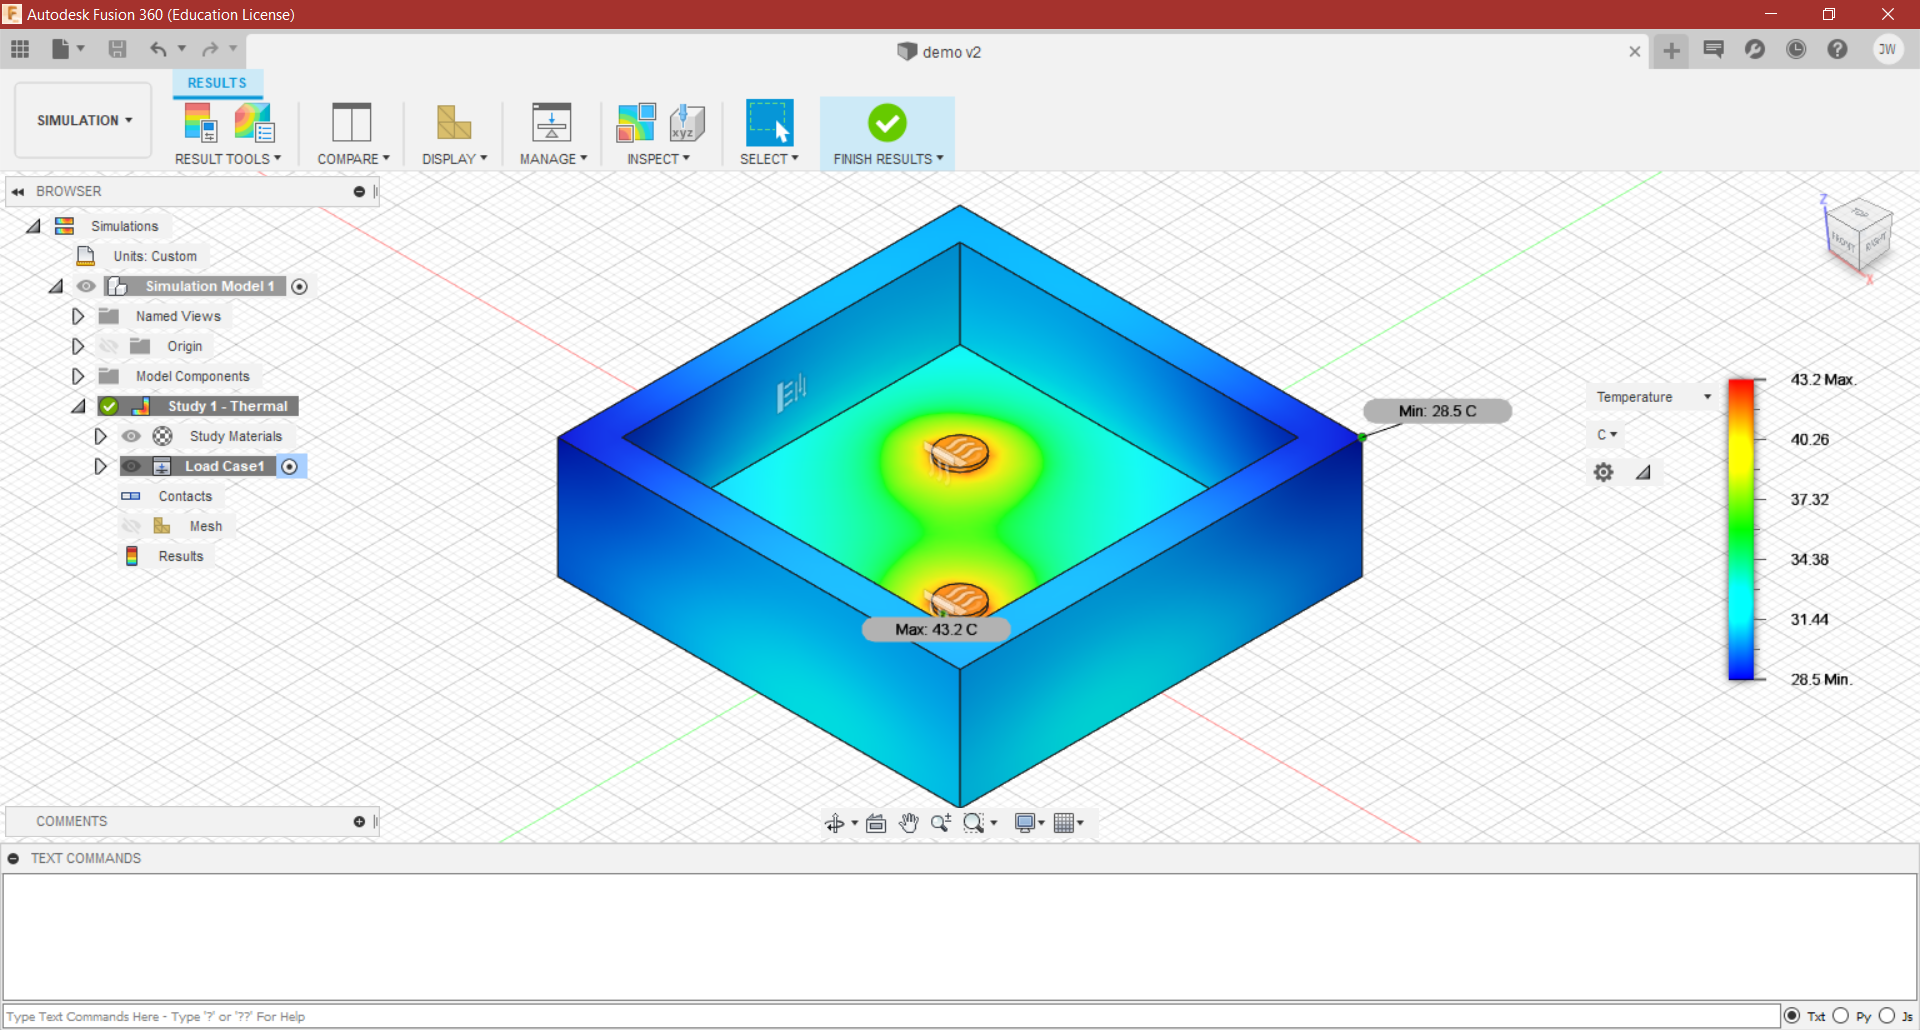 Autodesk Fusion 360 (Education License)
demo v2
JW
RESULTS
SIMULATION
RESULT TOOLS
COMPARE
DISPLAY
MANAGE
xyz
INSPECT
SELECT
FINISH RESULTS
BROWSER
Simulations
Units: Custom
Simulation Model 1
Named Views
Origin
Model Components
Study 1 - Thermal
Study Materials
Load Case1
Contacts
Mesh
Results
Min: 28.5 C
Max: 43.2 C
Z
TOP
FRONT
RIGHT
X
Temperature
C
43.2 Max.
40.26
37.32
34.38
31.44
28.5 Min.
COMMENTS
TEXT COMMANDS
Type Text Commands Here - Type '?' or '??' For Help
Txt Py Js